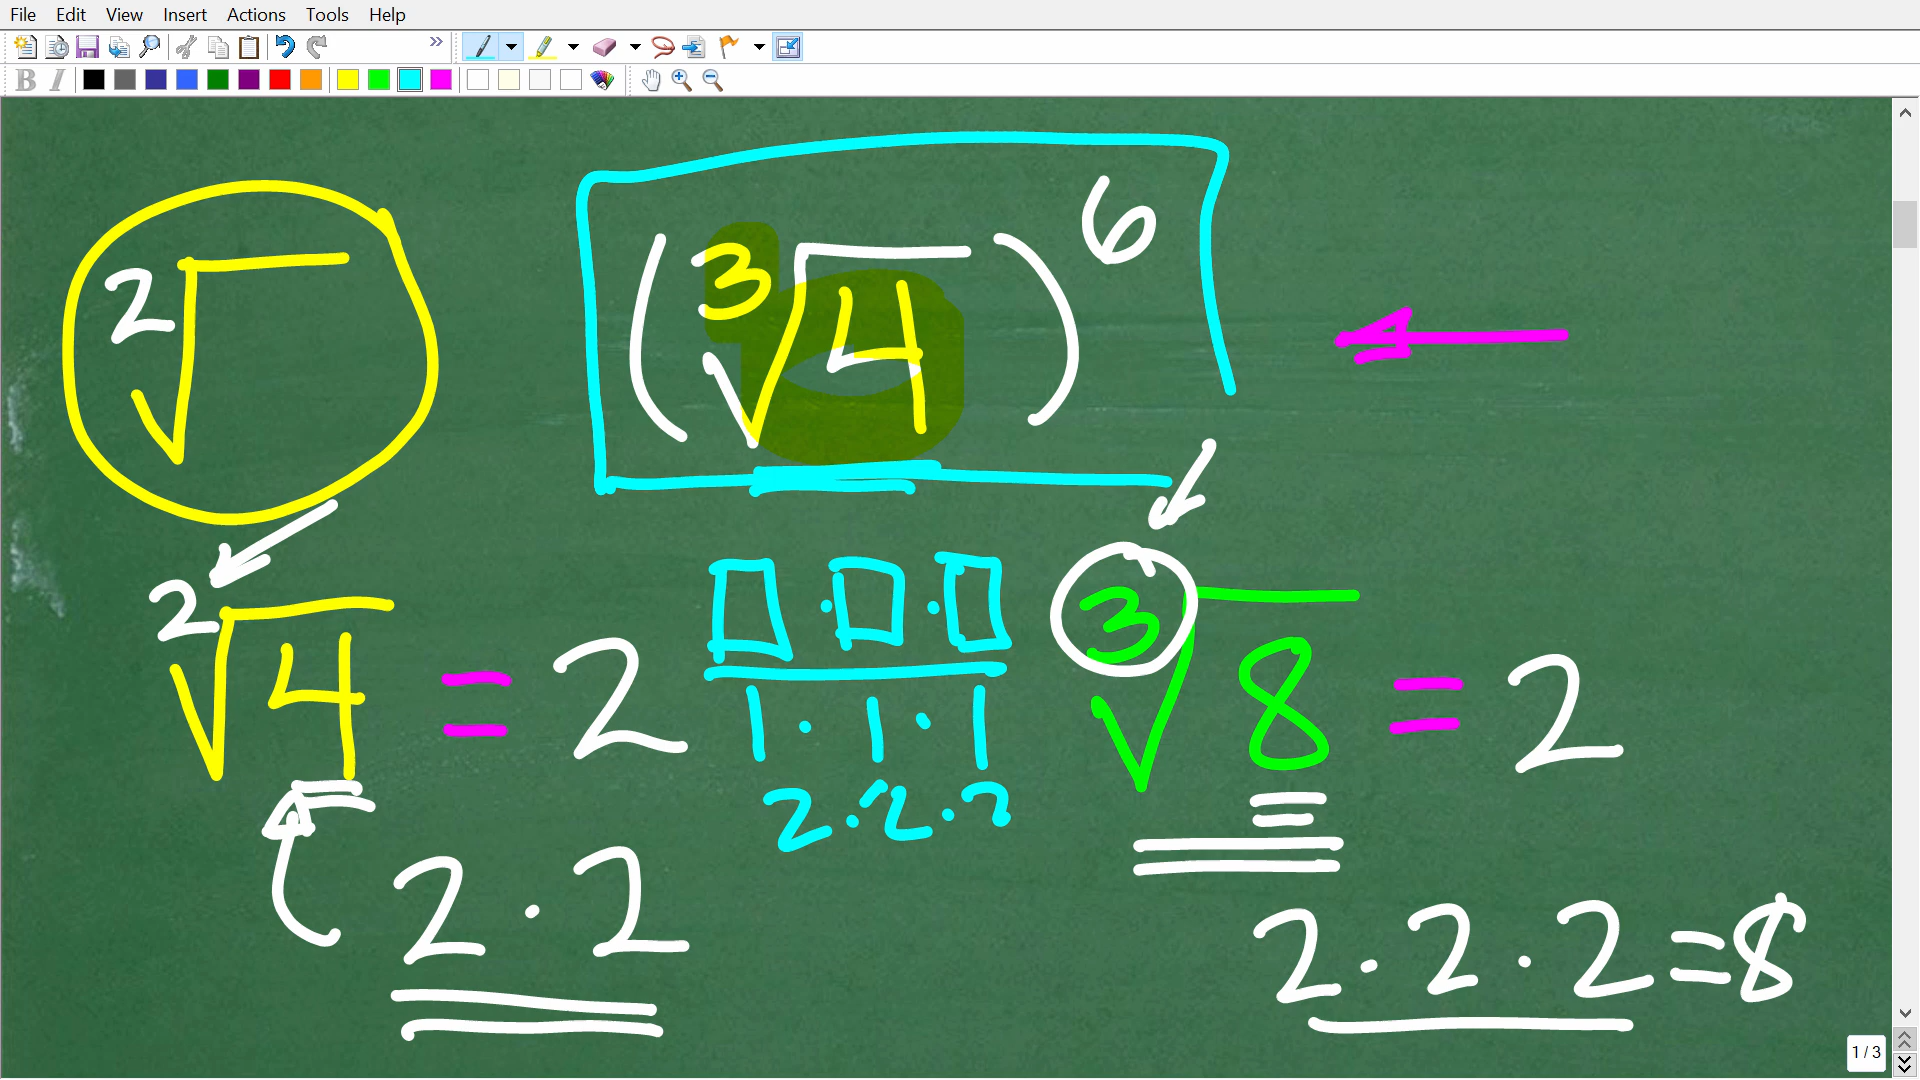 File Edit View Insert Actions Tools Help
B I
(³√4)⁶
²√
²√4 = 2
□ · □ · □
1 · 1 · 1
2 · 2 · 2
³√8 = 2
2 · 2
2 · 2 · 2 = 8
1 / 3